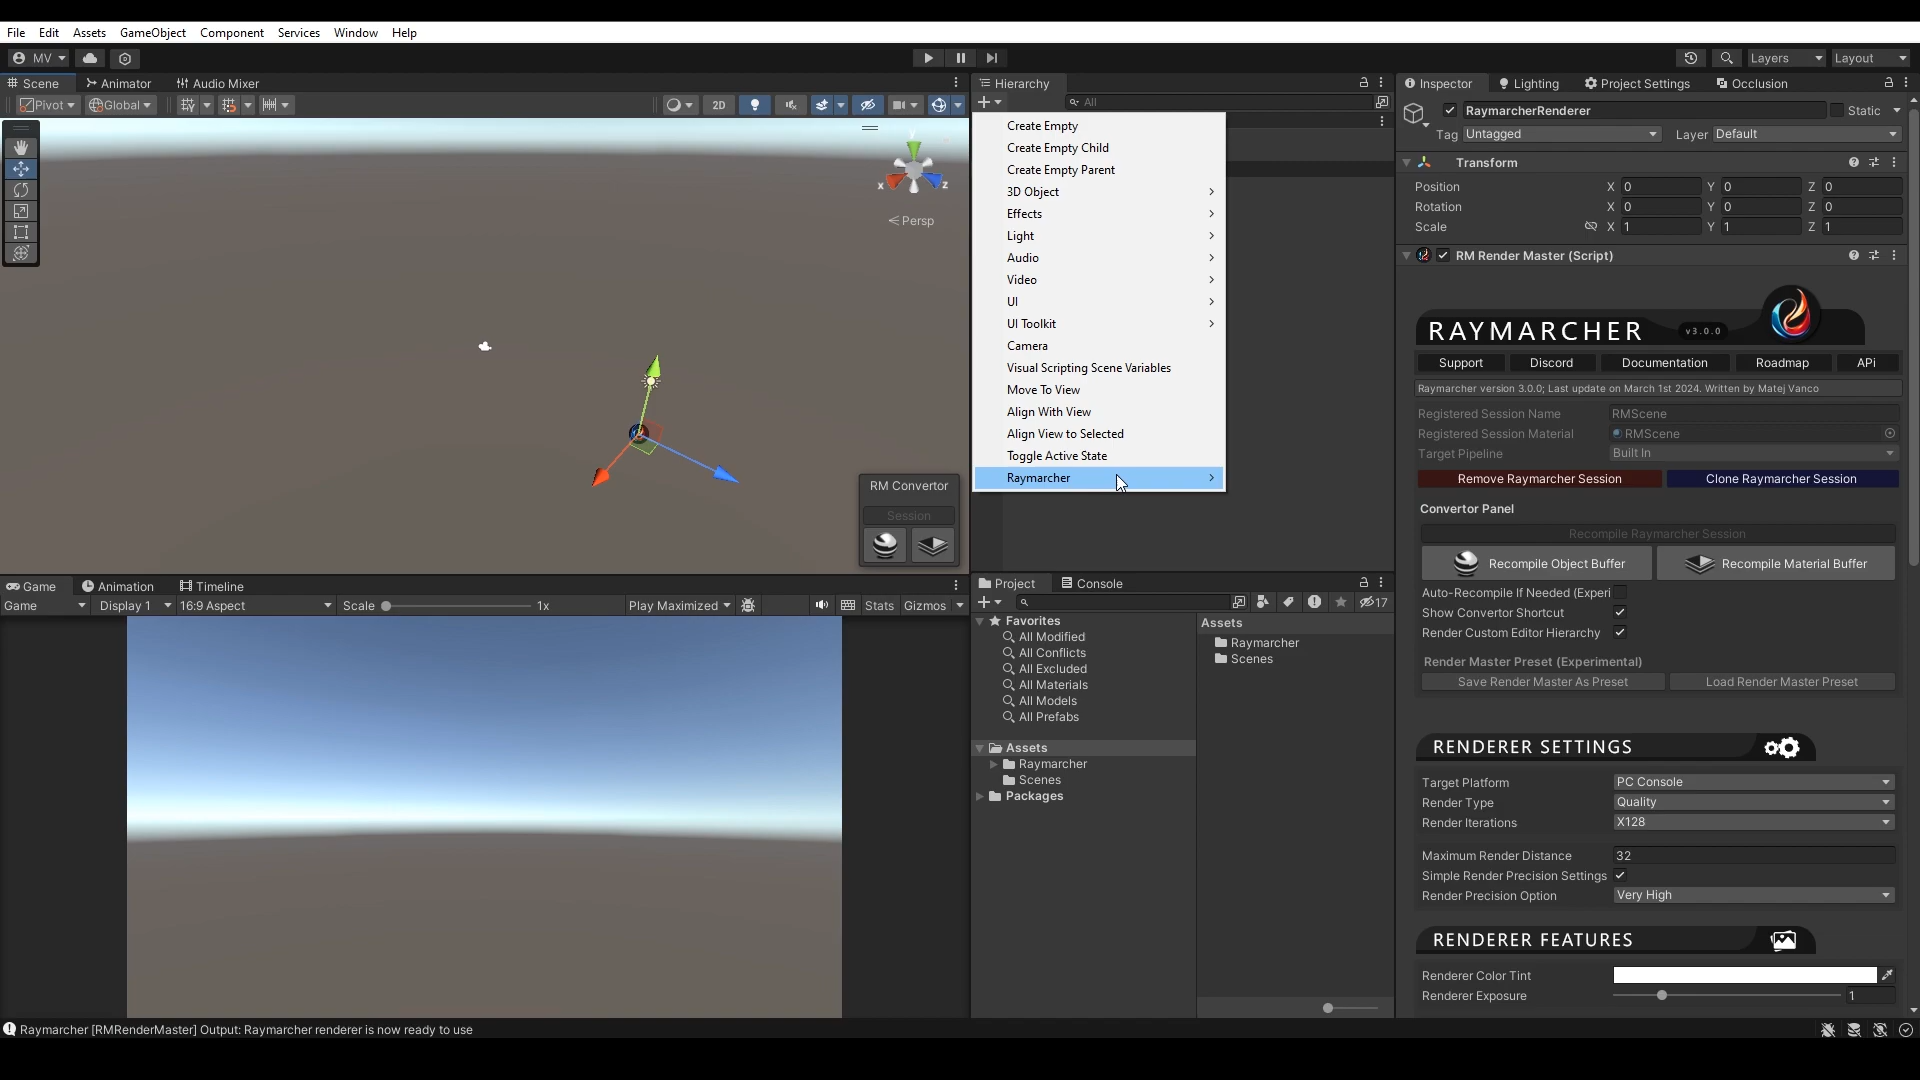 File Edit Assets GameObject Component Services Window Help
MV
Layers Layout
Scene Animator Audio Mixer
Pivot Global
2D
y
x
z
Persp
RM Convertor
Session
Hierarchy
All
Create Empty
Create Empty Child
Create Empty Parent
3D Object
Effects
Light
Audio
Video
UI
UI Toolkit
Camera
Visual Scripting Scene Variables
Move To View
Align With View
Align View to Selected
Toggle Active State
Raymarcher
Game Animation Timeline
Game Display 1 16:9 Aspect Scale 1x Play Maximized Stats Gizmos
Project Console
17
Favorites
All Modified
All Conflicts
All Excluded
All Materials
All Models
All Prefabs
Assets
Raymarcher
Scenes
Packages
Assets
Raymarcher
Scenes
Inspector Lighting Project Settings Occlusion
RaymarcherRenderer Static
Tag Untagged Layer Default
Transform
Position X 0 Y 0 Z 0
Rotation X 0 Y 0 Z 0
Scale X 1 Y 1 Z 1
RM Render Master (Script)
RAYMARCHER v3.0.0
Support Discord Documentation Roadmap APi
Raymarcher version 3.0.0; Last update on March 1st 2024. Written by Matej Vanco
Registered Session Name RMScene
Registered Session Material RMScene
Target Pipeline Built In
Remove Raymarcher Session Clone Raymarcher Session
Convertor Panel
Recompile Raymarcher Session
Recompile Object Buffer Recompile Material Buffer
Auto-Recompile If Needed (Experi
Show Convertor Shortcut
Render Custom Editor Hierarchy
Render Master Preset (Experimental)
Save Render Master As Preset Load Render Master Preset
RENDERER SETTINGS
Target Platform PC Console
Render Type Quality
Render Iterations X128
Maximum Render Distance 32
Simple Render Precision Settings
Render Precision Option Very High
RENDERER FEATURES
Renderer Color Tint
Renderer Exposure 1
Raymarcher [RMRenderMaster] Output: Raymarcher renderer is now ready to use